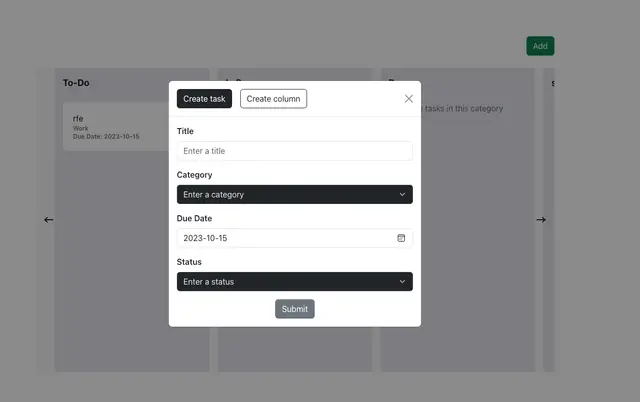 Add
To-Do
rfe
Work
Due Date: 2023-10-15
tasks in this category
Create task
Create column
Title
Enter a title
Category
Enter a category
Due Date
2023-10-15
Status
Enter a status
Submit